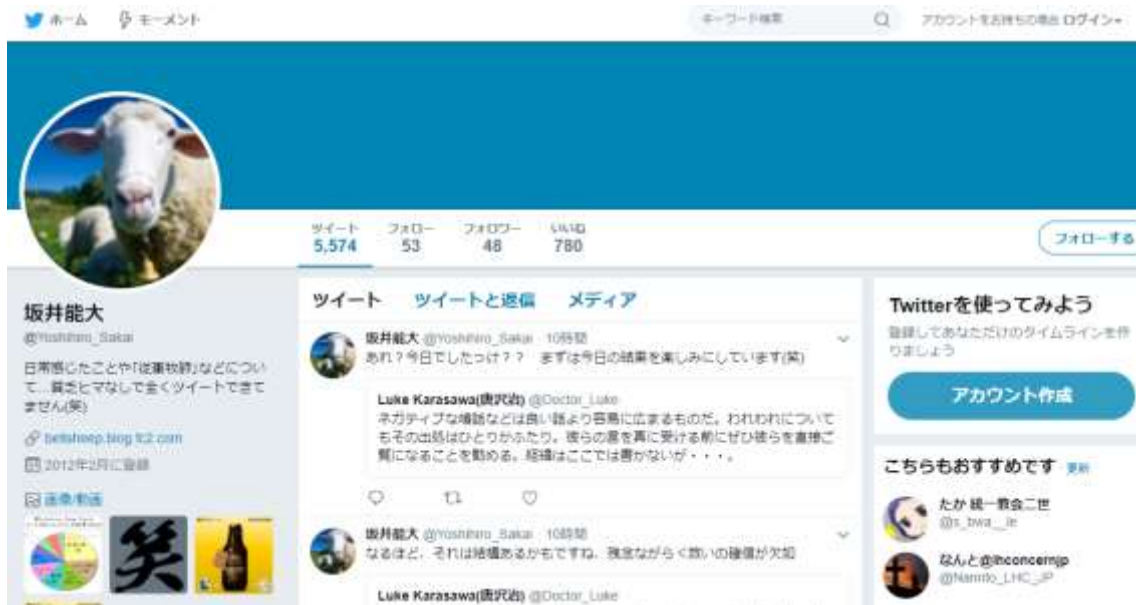 ホーム
モーメント
キーワード検索
アカウントをお持ちの場合 ログイン
ツイート
5,574
フォロー
53
フォロワー
48
いいね
780
フォローする
坂井能大
@Yoshihiro_Sakai
日常感じたことや「従軍牧師」などについ
て…貧乏とマなしで全くツイートできて
ません(笑)
bellsheep.blog.fc2.com
2012年2月に登録
画像/動画
笑
ツイート
ツイートと返信
メディア
坂井能大 @Yoshihiro_Sakai 10時間
あれ？今日でしたっけ？？ まずは今日の結果を楽しみにしています(笑)
Luke Karasawa(唐沢治) @Doctor_Luke
ネガティブな噂話などは良い話より容易に広まるものだ。われわれについて
もその出処はひとりかふたり。彼らの言を真に受ける前にぜひ彼らを直接ご
覧になることを勧める。経緯はここでは書かないが・・・。
坂井能大 @Yoshihiro_Sakai 10時間
なるほど、それは結構あるかもですね、残念ながらく救いの確信が欠如
Luke Karasawa(唐沢治) @Doctor_Luke
Twitterを使ってみよう
登録してあなただけのタイムラインを作
りましょう
アカウント作成
こちらもおすすめです 更新
たか 統一教会二世
@s_bwa__ie
なんと@lhconcernjp
@Nannto_LHC_JP